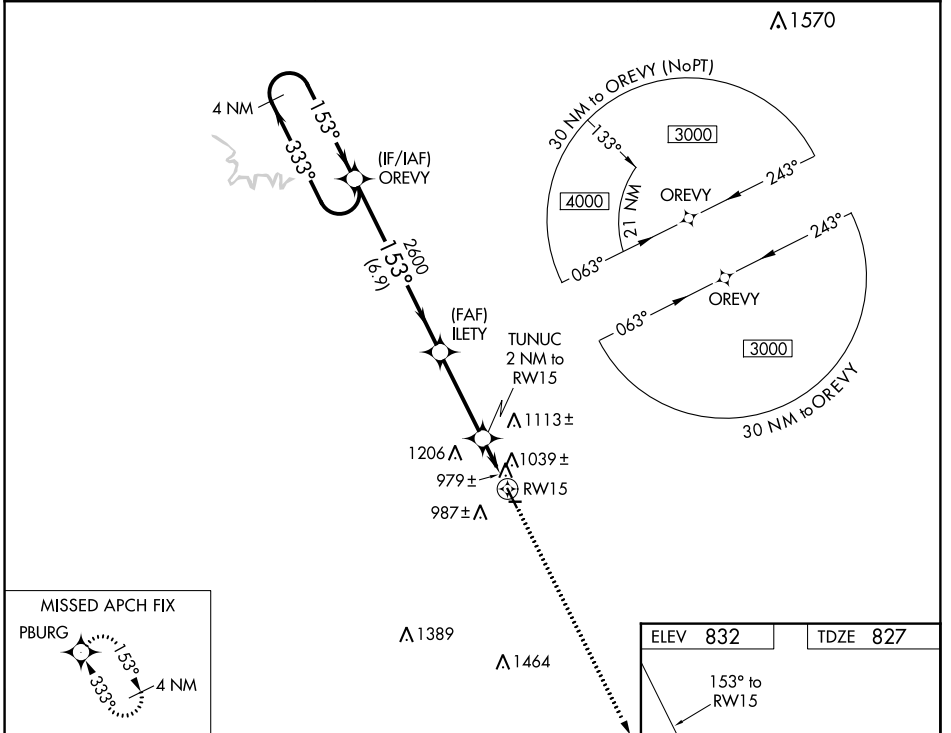 1570
30 NM to OREVY (NoPT)
4 NM
153°
333°
(IF/IAF)
OREVY
133°
3000
4000
21 NM
OREVY
243°
063°
2600
153°
(6.9)
243°
063°
OREVY
3000
30 NM to OREVY
(FAF)
ILETY
TUNUC
2 NM to
RW15
1113±
1206
1039±
979±
RW15
987±
MISSED APCH FIX
PBURG
153°
333°
4 NM
1389
1464
ELEV 832
TDZE 827
153° to
RW15